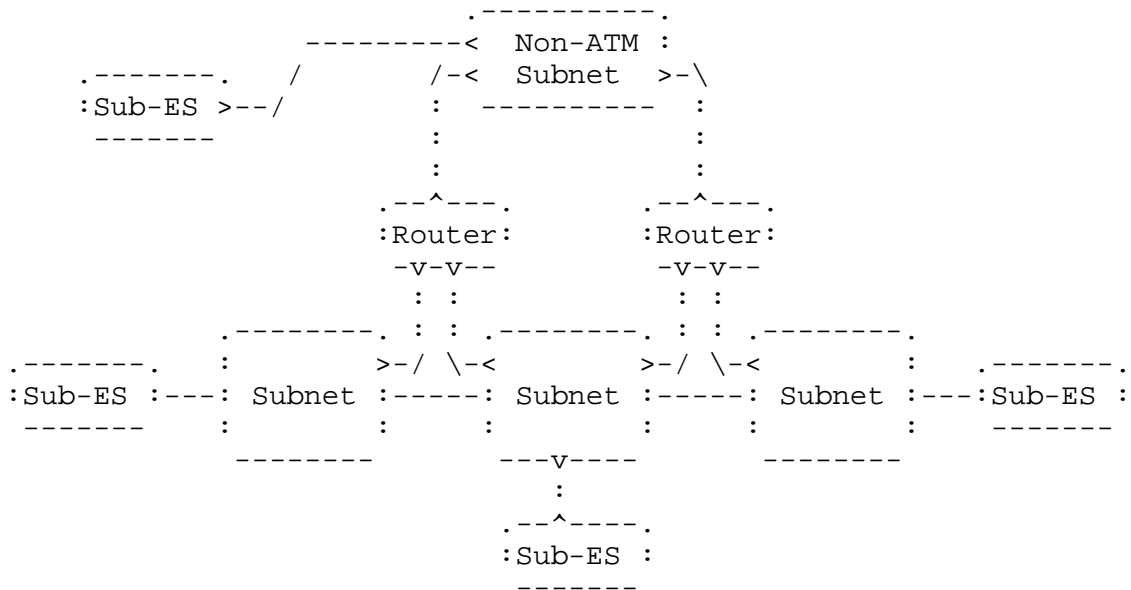 Non-ATM
Subnet
Sub-ES
Router Router
Sub-ES Subnet Subnet Subnet Sub-ES
Sub-ES